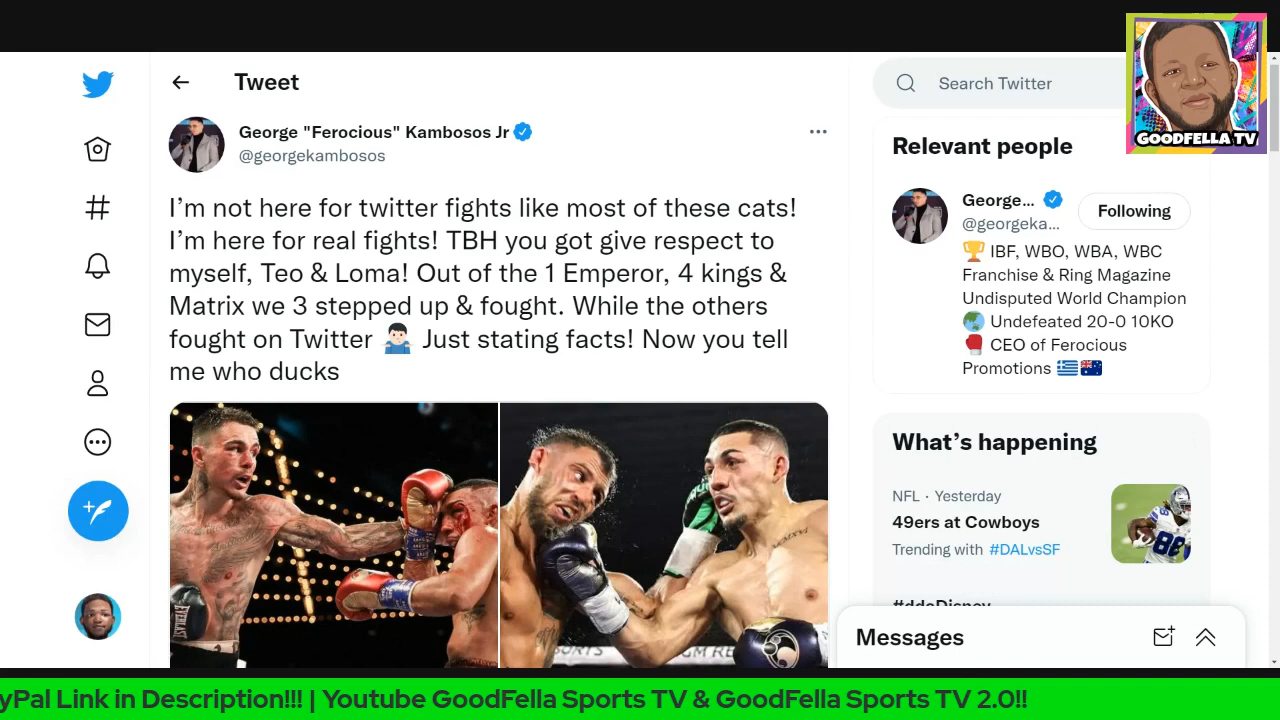 GOODFELLA TV
Tweet
Search Twitter
George "Ferocious" Kambosos Jr
@georgekambosos
I’m not here for twitter fights like most of these cats!
I’m here for real fights! TBH you got give respect to
myself, Teo & Loma! Out of the 1 Emperor, 4 kings &
Matrix we 3 stepped up & fought. While the others
fought on Twitter 🤷🏻‍♂️ Just stating facts! Now you tell
me who ducks
EVERLAST
Relevant people
George...
@georgeka...
Following
🏆 IBF, WBO, WBA, WBC
Franchise & Ring Magazine
Undisputed World Champion
🌏 Undefeated 20-0 10KO
🥊 CEO of Ferocious
Promotions 🇬🇷🇦🇺
What’s happening
NFL · Yesterday
49ers at Cowboys
Trending with #DALvsSF
88
Messages
yPal Link in Description!!! | Youtube GoodFella Sports TV & GoodFella Sports TV 2.0!!